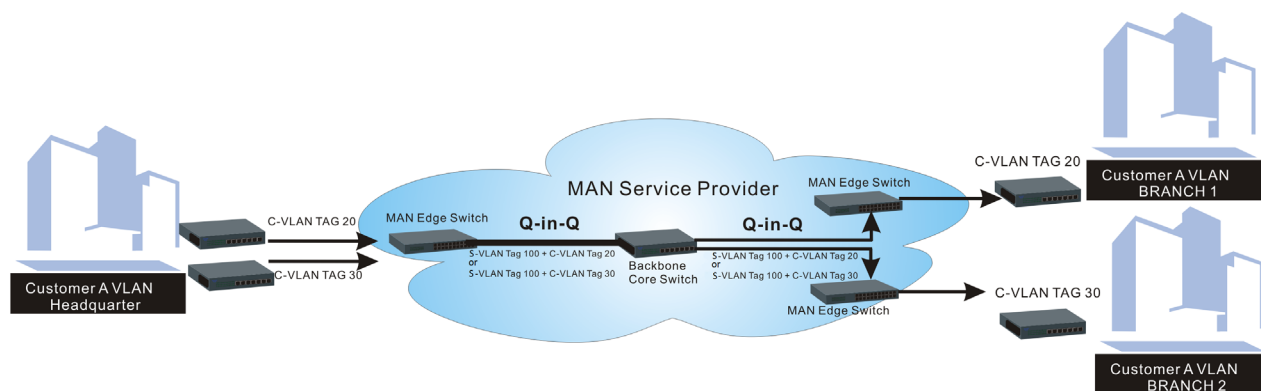 C-VLAN TAG 20
Customer A VLAN
BRANCH 1
MAN Service Provider
MAN Edge Switch
C-VLAN TAG 20
MAN Edge Switch
Q-in-Q
Q-in-Q
S-VLAN Tag 100 + C-VLAN Tag 20
or
S-VLAN Tag 100 + C-VLAN Tag 30
Backbone
Core Switch
S-VLAN Tag 100 + C-VLAN Tag 20
or
S-VLAN Tag 100 + C-VLAN Tag 30
C-VLAN TAG 30
Customer A VLAN
Headquarter
MAN Edge Switch
C-VLAN TAG 30
Customer A VLAN
BRANCH 2